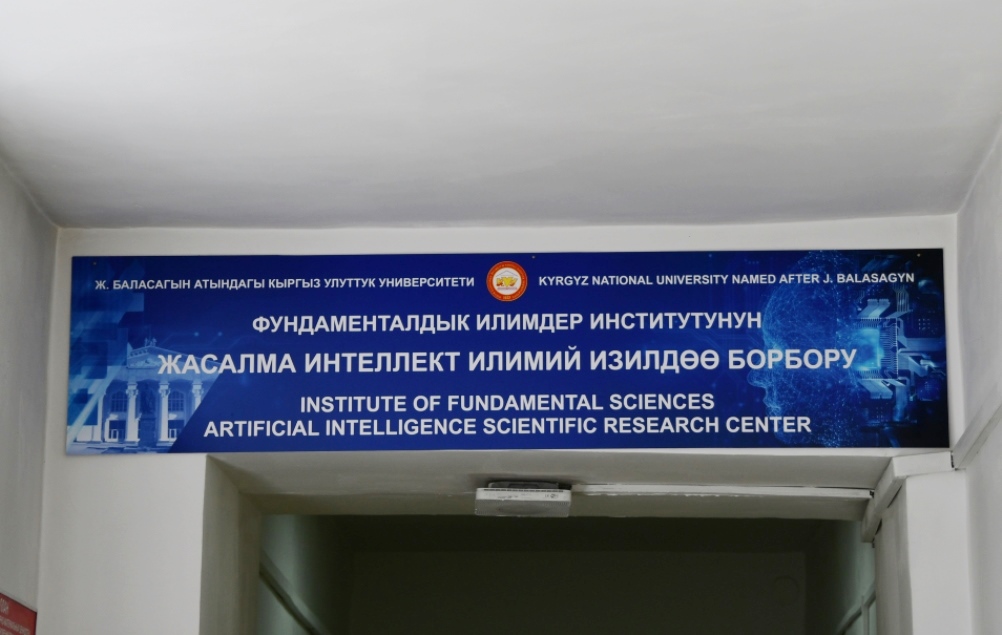 Ж. БАЛАСАГЫН АТЫНДАГЫ КЫРГЫЗ УЛУТТУК УНИВЕРСИТЕТИ
KYRGYZ NATIONAL UNIVERSITY NAMED AFTER J. BALASAGYN
ФУНДАМЕНТАЛДЫК ИЛИМДЕР ИНСТИТУТУНУН
ЖАСАЛМА ИНТЕЛЛЕКТ ИЛИМИЙ ИЗИЛДӨӨ БОРБОРУ
INSTITUTE OF FUNDAMENTAL SCIENCES
ARTIFICIAL INTELLIGENCE SCIENTIFIC RESEARCH CENTER